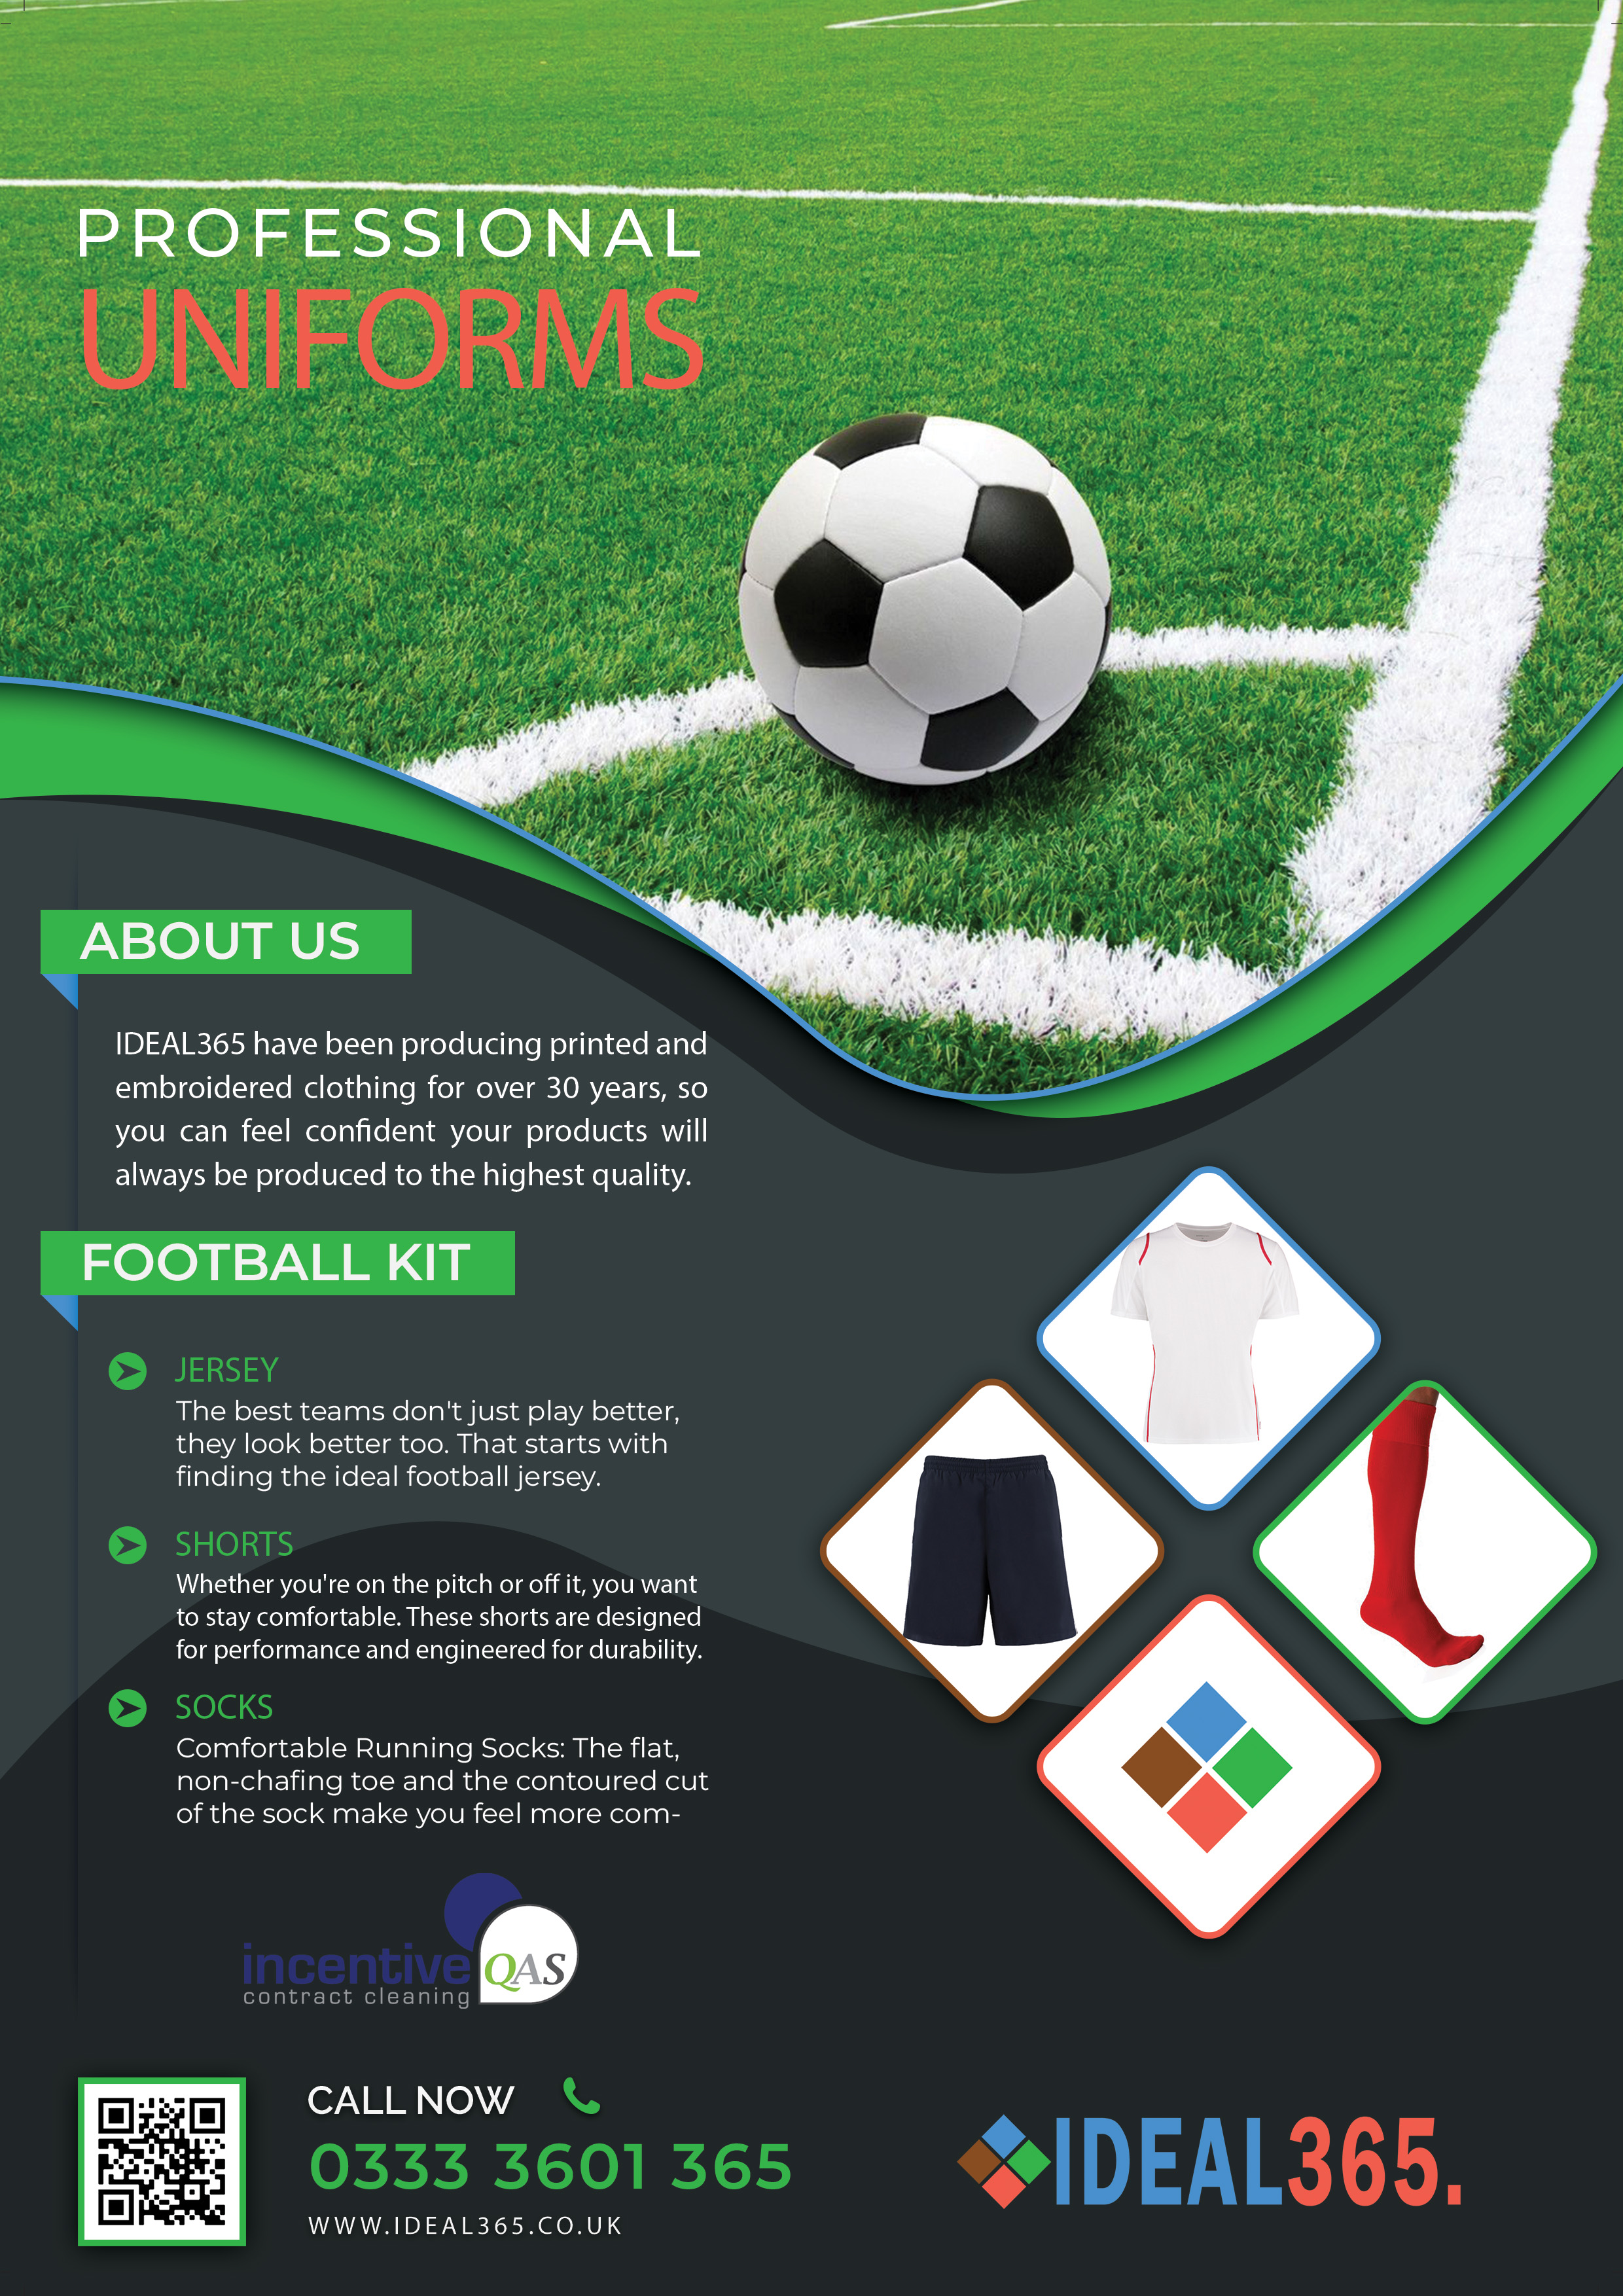 PROFESSIONAL
UNIFORMS
ABOUT US
IDEAL365 have been producing printed and
embroidered clothing for over 30 years, so
you can feel confident your products will
always be produced to the highest quality.
FOOTBALL KIT
JERSEY
The best teams don't just play better,
they look better too. That starts with
finding the ideal football jersey.
SHORTS
Whether you're on the pitch or off it, you want
to stay comfortable. These shorts are designed
for performance and engineered for durability.
SOCKS
Comfortable Running Socks: The flat,
non-chafing toe and the contoured cut
of the sock make you feel more com-
incentive QAS
contract cleaning
CALL NOW
0333 3601 365
WWW.IDEAL365.CO.UK
IDEAL365.